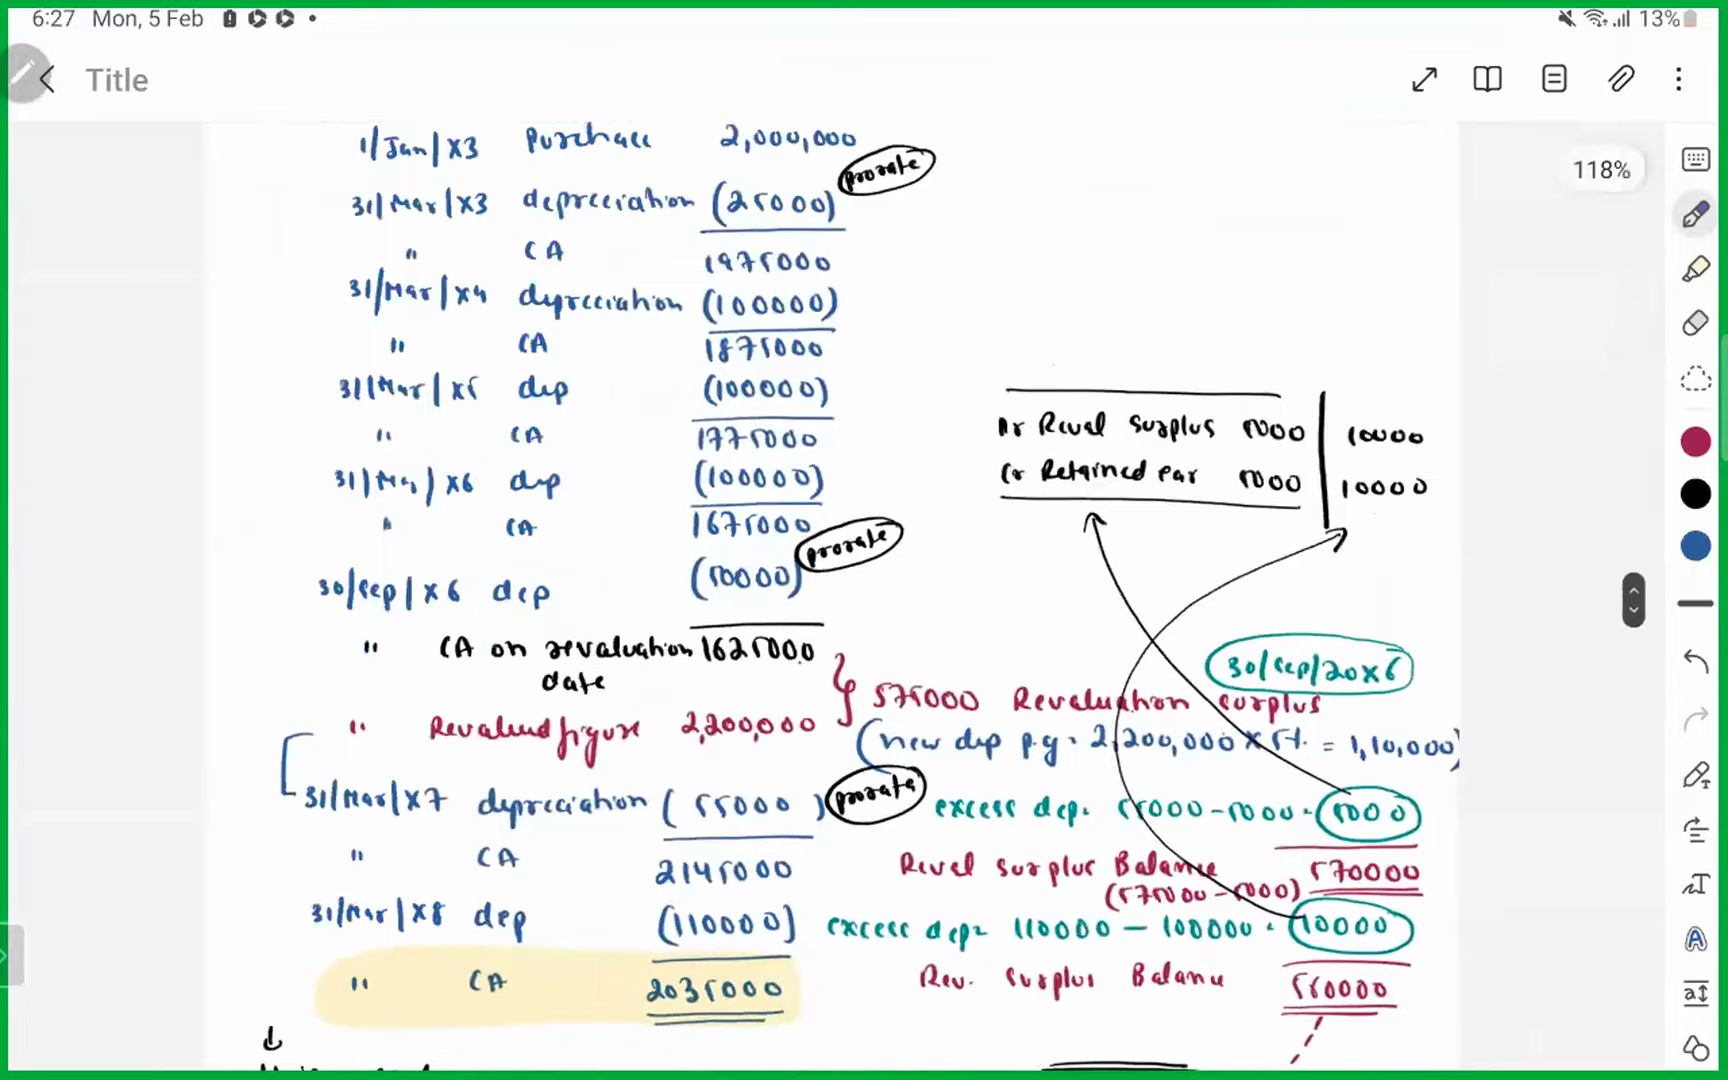 6:27 Mon, 5 Feb
13%
Title
118%
1/Jan/X3 Purchase 2,000,000
prorate
31/Mar/X3 depreciation (25000)
" CA 1975000
31/Mar/X4 depreciation (100000)
" CA 1875000
31/Mar/X5 dep (100000)
" CA 1775000
31/Mar/X6 dep (100000)
" CA 1675000
prorate
30/Sep/X6 dep (50000)
" CA on revaluation 1625000
date
" Revalued figure 2,200,000
575000 Revaluation surplus
30/Sep/20X6
(new dep p.y. = 2,200,000 x 5%. = 1,10,000)
31/Mar/X7 depreciation (55000) prorate
excess dep. 55000 - 5000 = 5000
" CA 2145000
Reval surplus Balance 570000
(575000 - 5000)
31/Mar/X8 dep (110000)
excess dep = 110000 - 100000 = 10000
" CA 2035000
Rev. surplus Balance 560000
Dr Reval surplus 5000 10000
Cr Retained ear 5000 10000